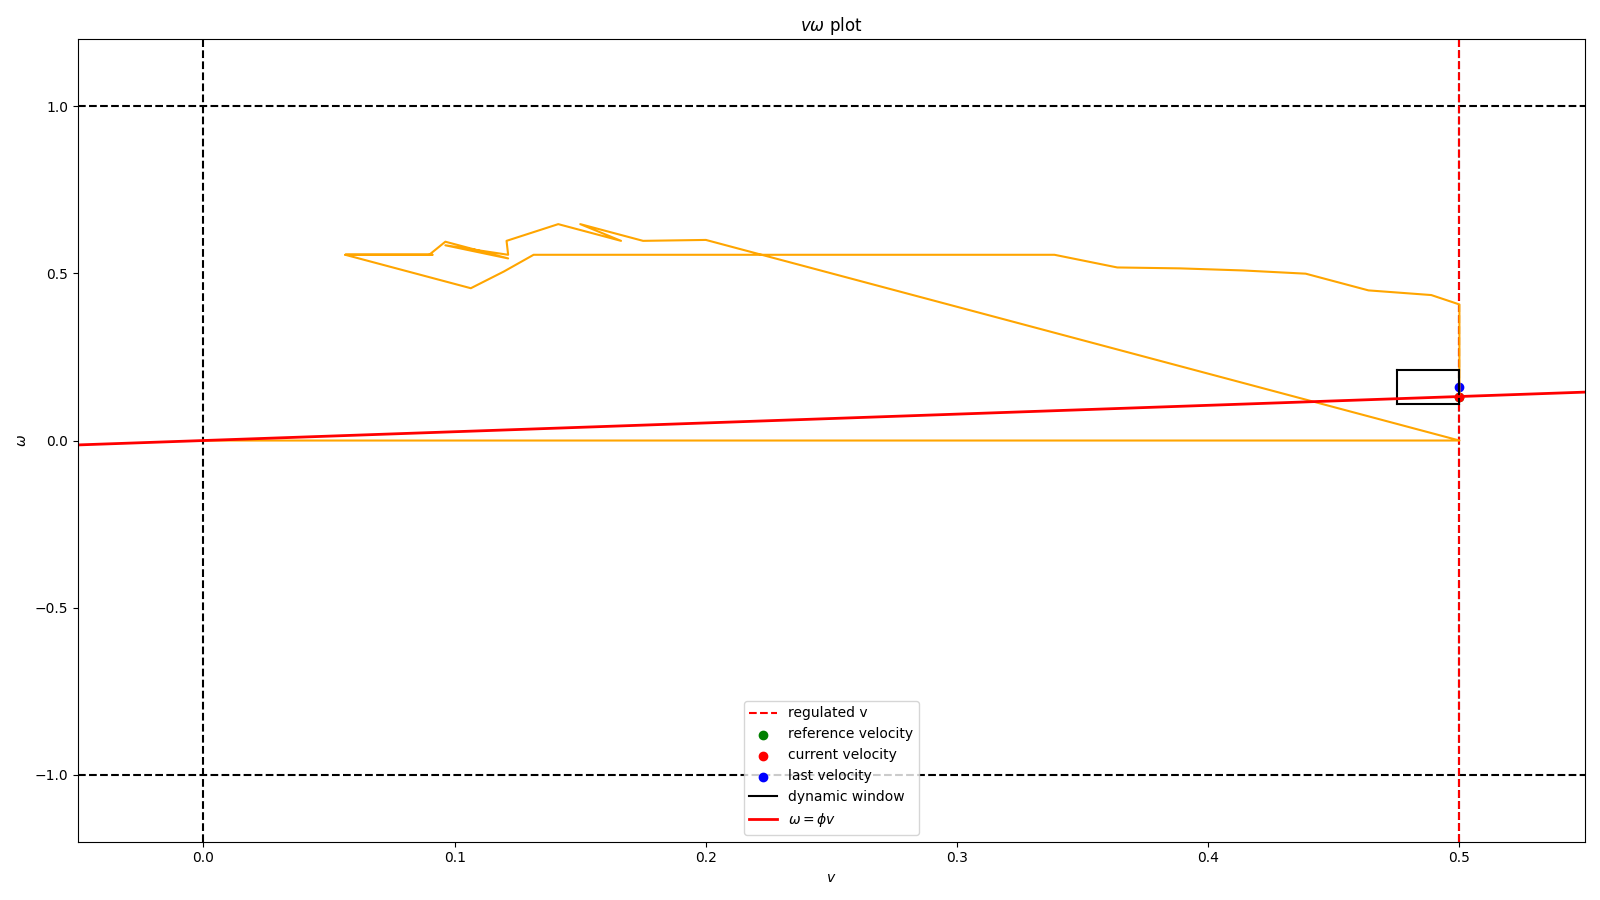 vω plot
1.0
0.5
0.0
−0.5
−1.0
ω
0.0 0.1 0.2 0.3 0.4 0.5
v
regulated v
reference velocity
current velocity
last velocity
dynamic window
ω = ϕv